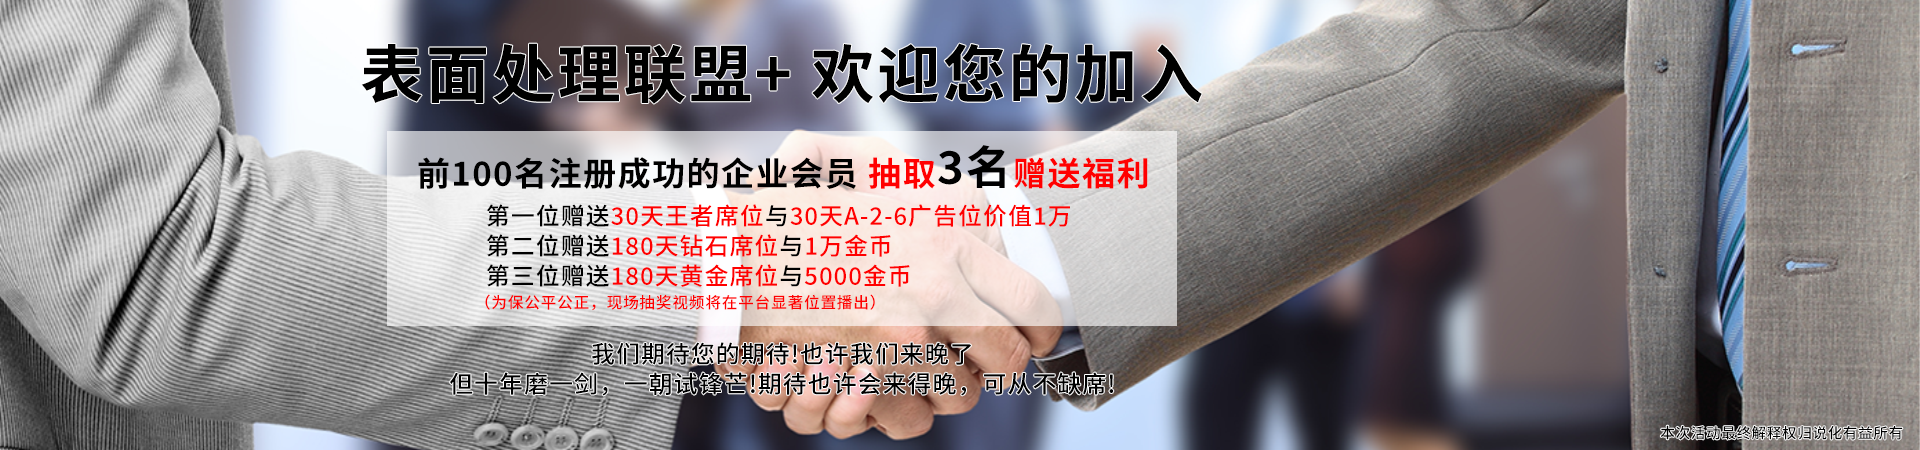 表面处理联盟+ 欢迎您的加入
前100名注册成功的企业会员 抽取3名赠送福利
第一位赠送30天王者席位与30天A-2-6广告位价值1万
第二位赠送180天钻石席位与1万金币
第三位赠送180天黄金席位与5000金币
（为保公平公正，现场抽奖视频将在平台显著位置播出）
我们期待您的期待!也许我们来晚了
但十年磨一剑，一朝试锋芒!期待也许会来得晚，可从不缺席!
本次活动最终解释权归说化有益所有